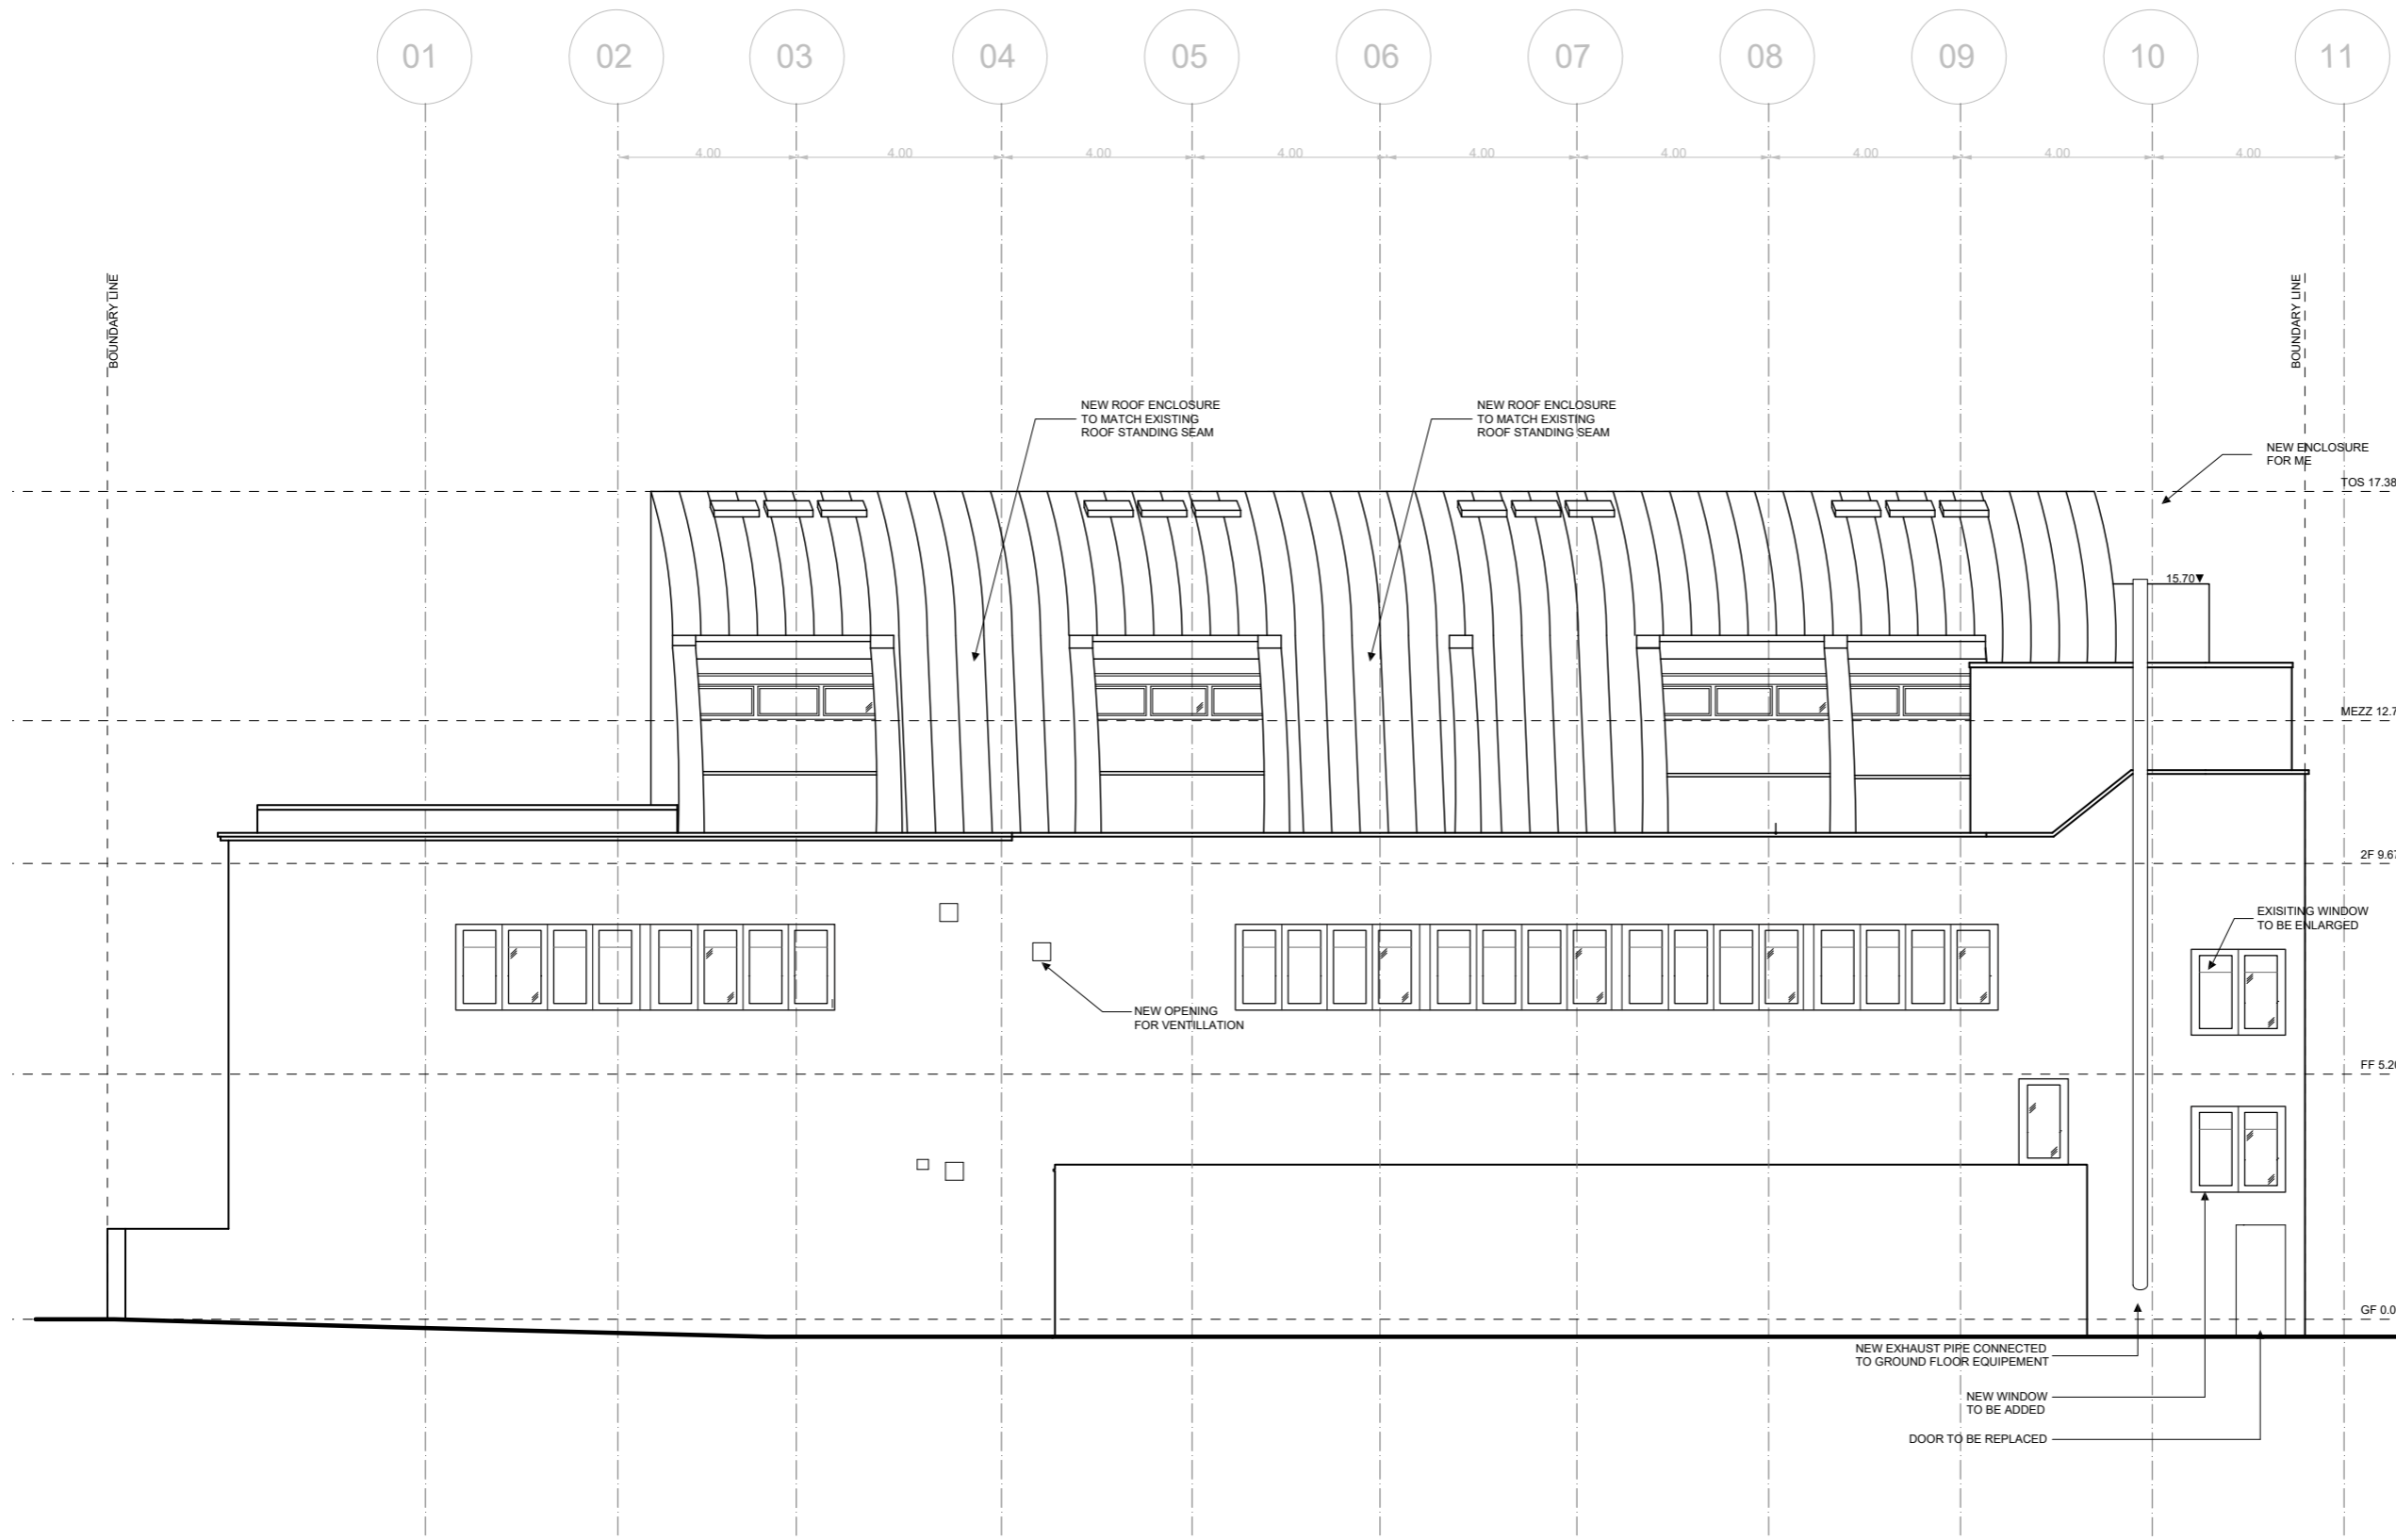 01 02 03 04 05 06 07 08 09 10 11
4.00 4.00 4.00 4.00 4.00 4.00 4.00 4.00 4.00
BOUNDARY LINE
BOUNDARY LINE
NEW ROOF ENCLOSURE
TO MATCH EXISTING
ROOF STANDING SEAM
NEW ROOF ENCLOSURE
TO MATCH EXISTING
ROOF STANDING SEAM
NEW ENCLOSURE
FOR ME
TOS 17.38
15.70
MEZZ 12.7
2F 9.67
EXISITING WINDOW
TO BE ENLARGED
NEW OPENING
FOR VENTILLATION
FF 5.20
GF 0.0
NEW EXHAUST PIPE CONNECTED
TO GROUND FLOOR EQUIPEMENT
NEW WINDOW
TO BE ADDED
DOOR TO BE REPLACED